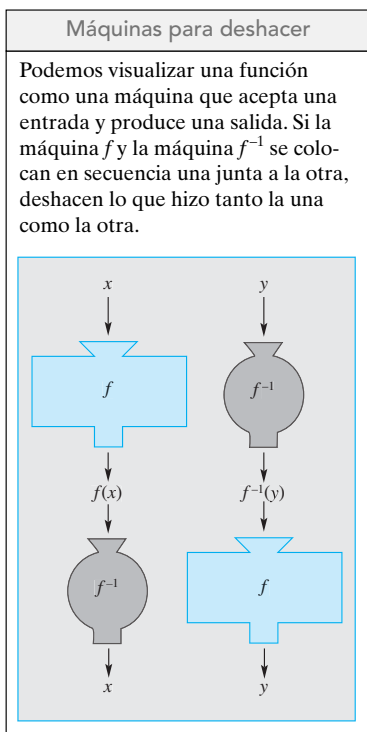 Máquinas para deshacer
Podemos visualizar una función
como una máquina que acepta una
entrada y produce una salida. Si la
máquina f y la máquina f⁻¹ se colo-
can en secuencia una junta a la otra,
deshacen lo que hizo tanto la una
como la otra.
x
f
f(x)
f⁻¹
x
y
f⁻¹
f⁻¹(y)
f
y